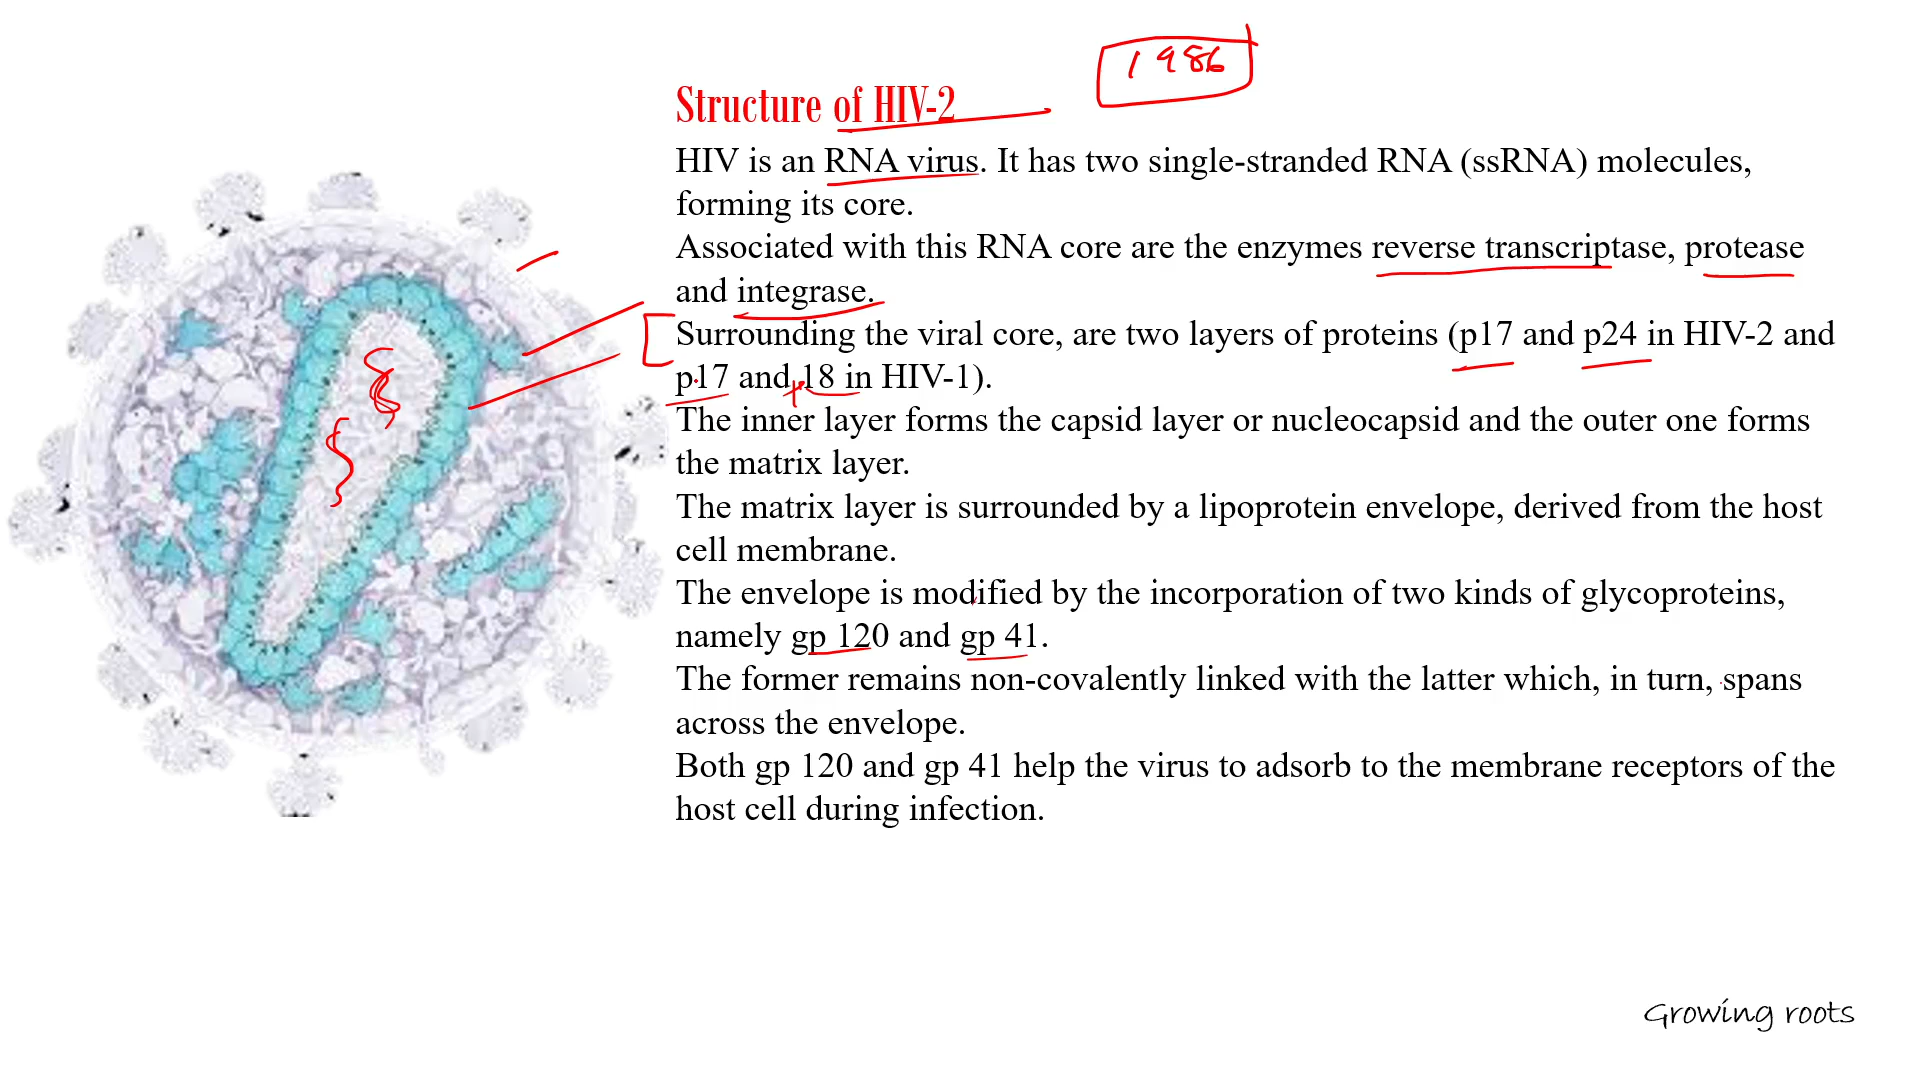 1986
Structure of HIV-2
HIV is an RNA virus. It has two single-stranded RNA (ssRNA) molecules,
forming its core.
Associated with this RNA core are the enzymes reverse transcriptase, protease
and integrase.
Surrounding the viral core, are two layers of proteins (p17 and p24 in HIV-2 and
p17 and 18 in HIV-1).
The inner layer forms the capsid layer or nucleocapsid and the outer one forms
the matrix layer.
The matrix layer is surrounded by a lipoprotein envelope, derived from the host
cell membrane.
The envelope is modified by the incorporation of two kinds of glycoproteins,
namely gp 120 and gp 41.
The former remains non-covalently linked with the latter which, in turn, spans
across the envelope.
Both gp 120 and gp 41 help the virus to adsorb to the membrane receptors of the
host cell during infection.
Growing roots